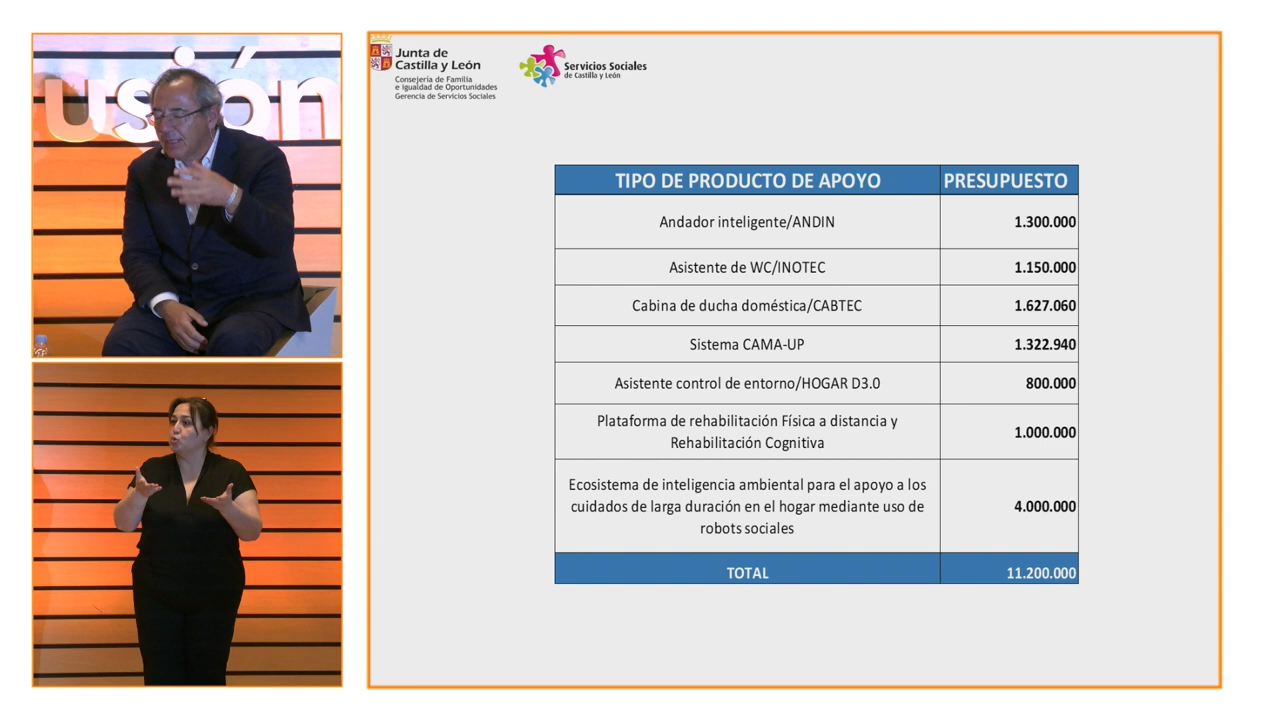 usión
Junta de
Castilla y León
Consejería de Familia
e igualdad de Oportunidades
Gerencia de Servicios Sociales
Servicios Sociales
de Castilla y León
TIPO DE PRODUCTO DE APOYO PRESUPUESTO
Andador inteligente/ANDIN 1.300.000
Asistente de WC/INOTEC 1.150.000
Cabina de ducha doméstica/CABTEC 1.627.060
Sistema CAMA-UP 1.322.940
Asistente control de entorno/HOGAR D3.0 800.000
Plataforma de rehabilitación Física a distancia y
Rehabilitación Cognitiva 1.000.000
Ecosistema de inteligencia ambiental para el apoyo a los
cuidados de larga duración en el hogar mediante uso de 4.000.000
robots sociales
TOTAL 11.200.000